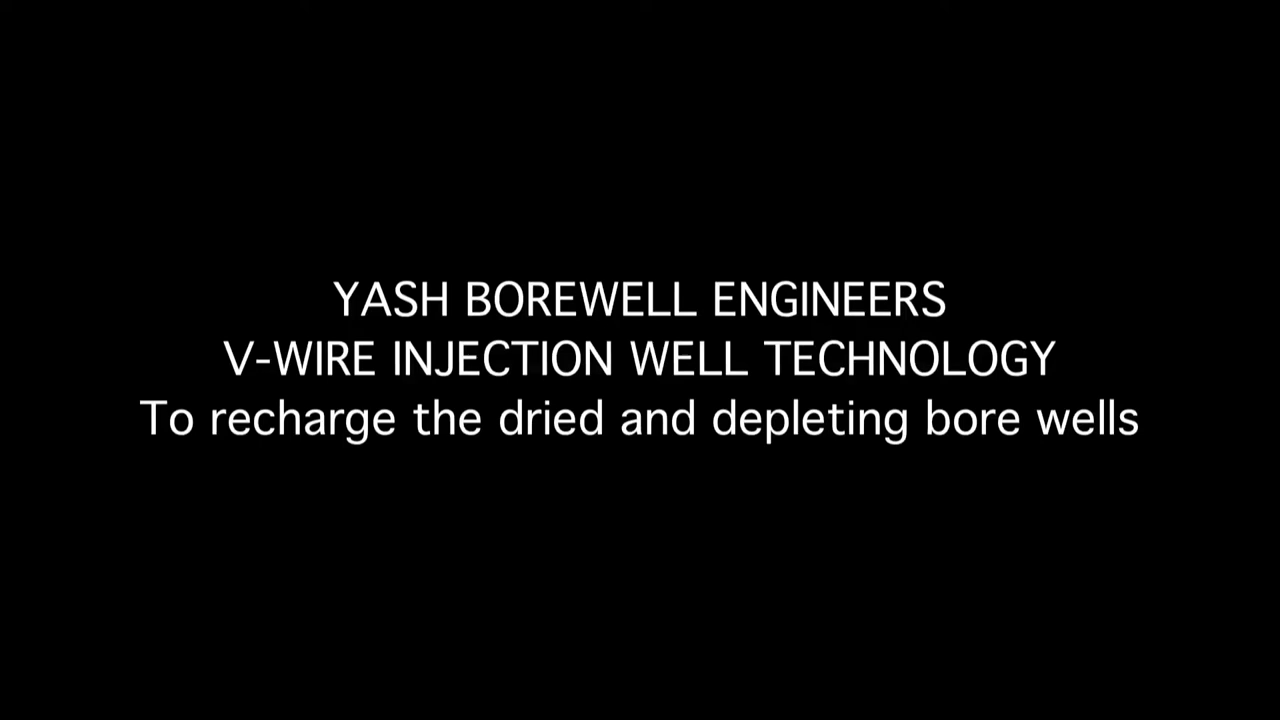 YASH BOREWELL ENGINEERS
V-WIRE INJECTION WELL TECHNOLOGY
To recharge the dried and depleting bore wells